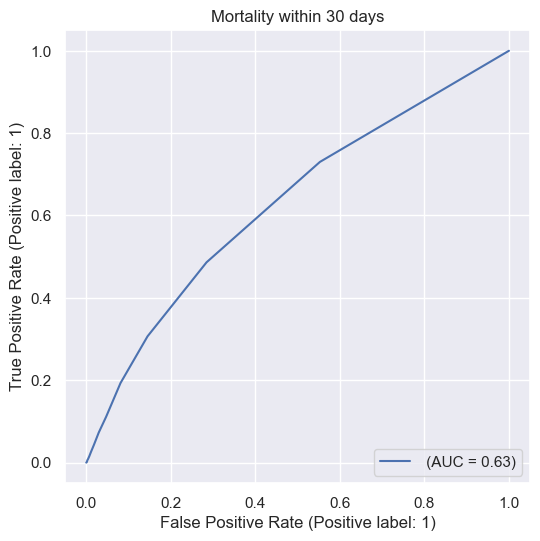 Mortality within 30 days
1.0
0.8
0.6
0.4
0.2
0.0
True Positive Rate (Positive label: 1)
(AUC = 0.63)
0.0 0.2 0.4 0.6 0.8 1.0
False Positive Rate (Positive label: 1)